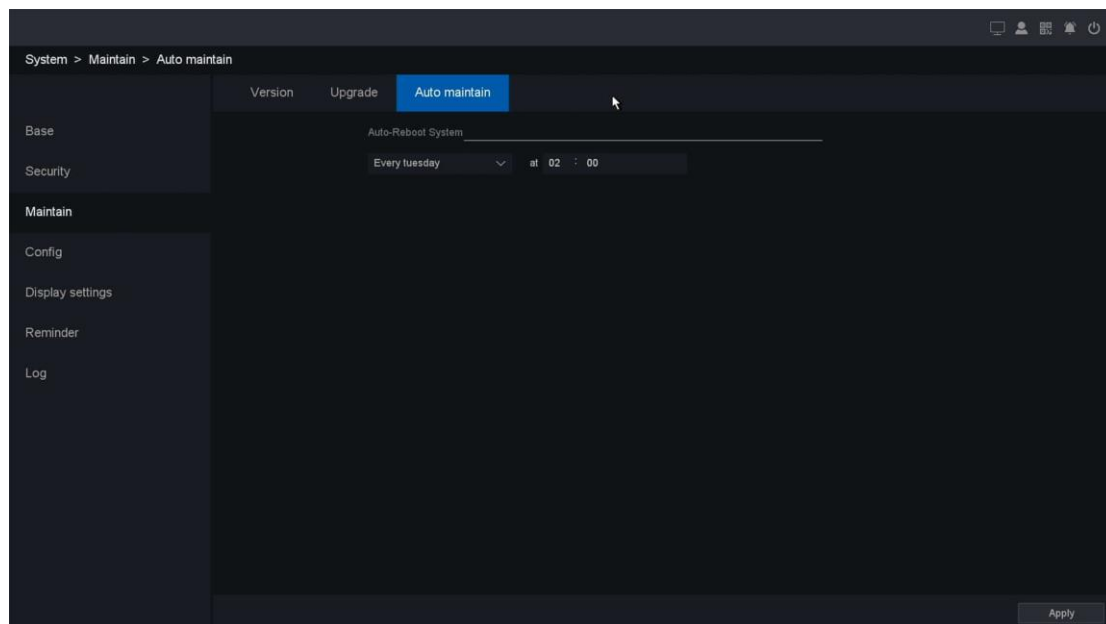 System > Maintain > Auto maintain
Version Upgrade Auto maintain
Base
Security
Maintain
Config
Display settings
Reminder
Log
Auto-Reboot System
Every tuesday at 02 : 00
Apply